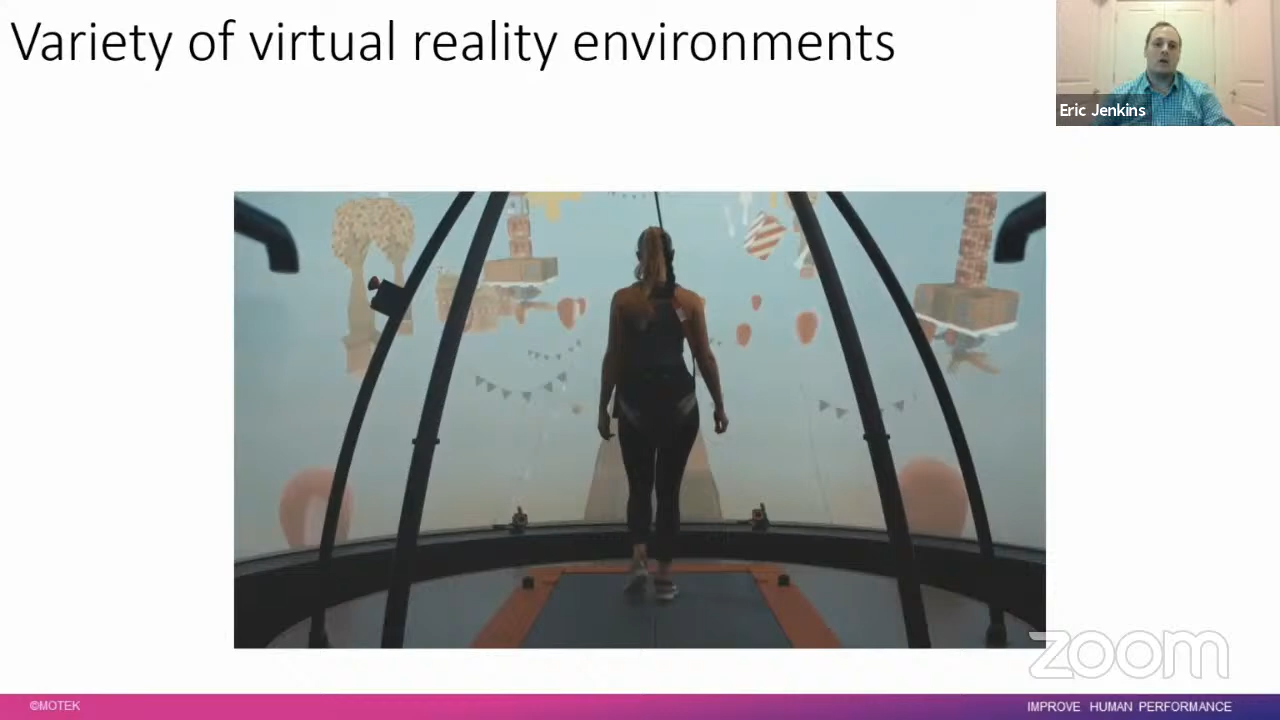 Variety of virtual reality environments
Eric Jenkins
zoom
©MOTEK
IMPROVE HUMAN PERFORMANCE